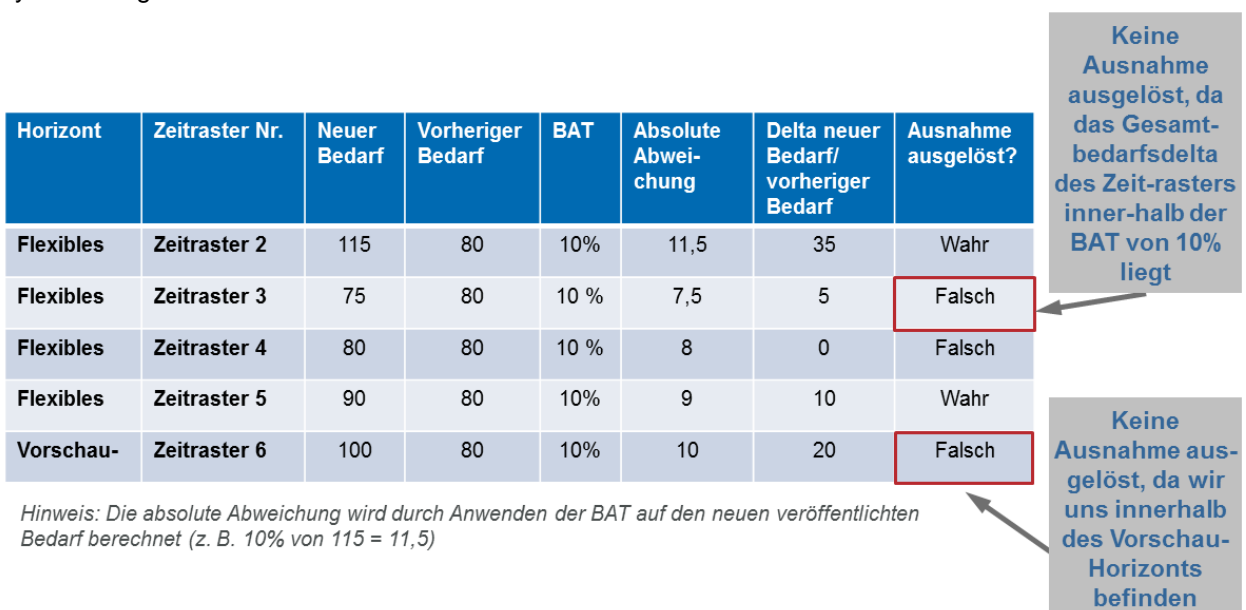 Keine
Ausnahme
ausgelöst, da
das Gesamt-
bedarfsdelta
des Zeit-rasters
inner-halb der
BAT von 10%
liegt
Horizont Zeitraster Nr. Neuer Bedarf Vorheriger Bedarf BAT Absolute Abwei-chung Delta neuer Bedarf/ vorheriger Bedarf Ausnahme ausgelöst?
Flexibles Zeitraster 2 115 80 10% 11,5 35 Wahr
Flexibles Zeitraster 3 75 80 10 % 7,5 5 Falsch
Flexibles Zeitraster 4 80 80 10 % 8 0 Falsch
Flexibles Zeitraster 5 90 80 10% 9 10 Wahr
Vorschau- Zeitraster 6 100 80 10% 10 20 Falsch
Hinweis: Die absolute Abweichung wird durch Anwenden der BAT auf den neuen veröffentlichten
Bedarf berechnet (z. B. 10% von 115 = 11,5)
Keine
Ausnahme aus-
gelöst, da wir
uns innerhalb
des Vorschau-
Horizonts
befinden